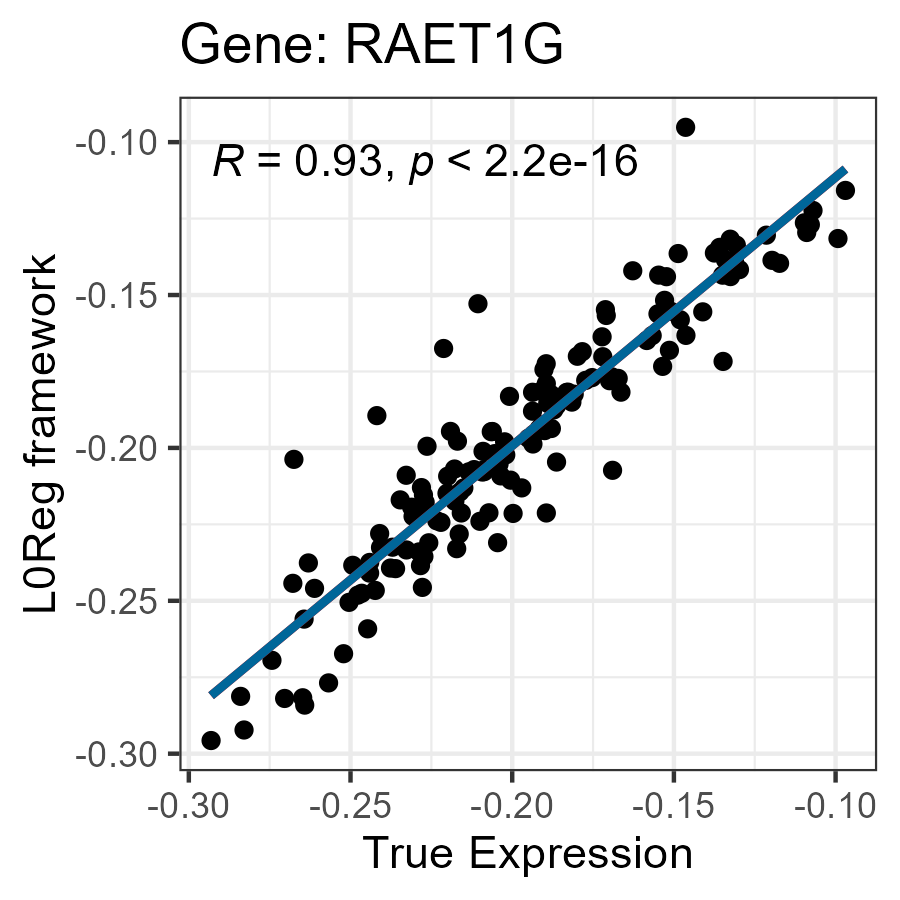 Gene: RAET1G
R = 0.93, p < 2.2e-16
L0Reg framework
-0.10
-0.15
-0.20
-0.25
-0.30
-0.30 -0.25 -0.20 -0.15 -0.10
True Expression